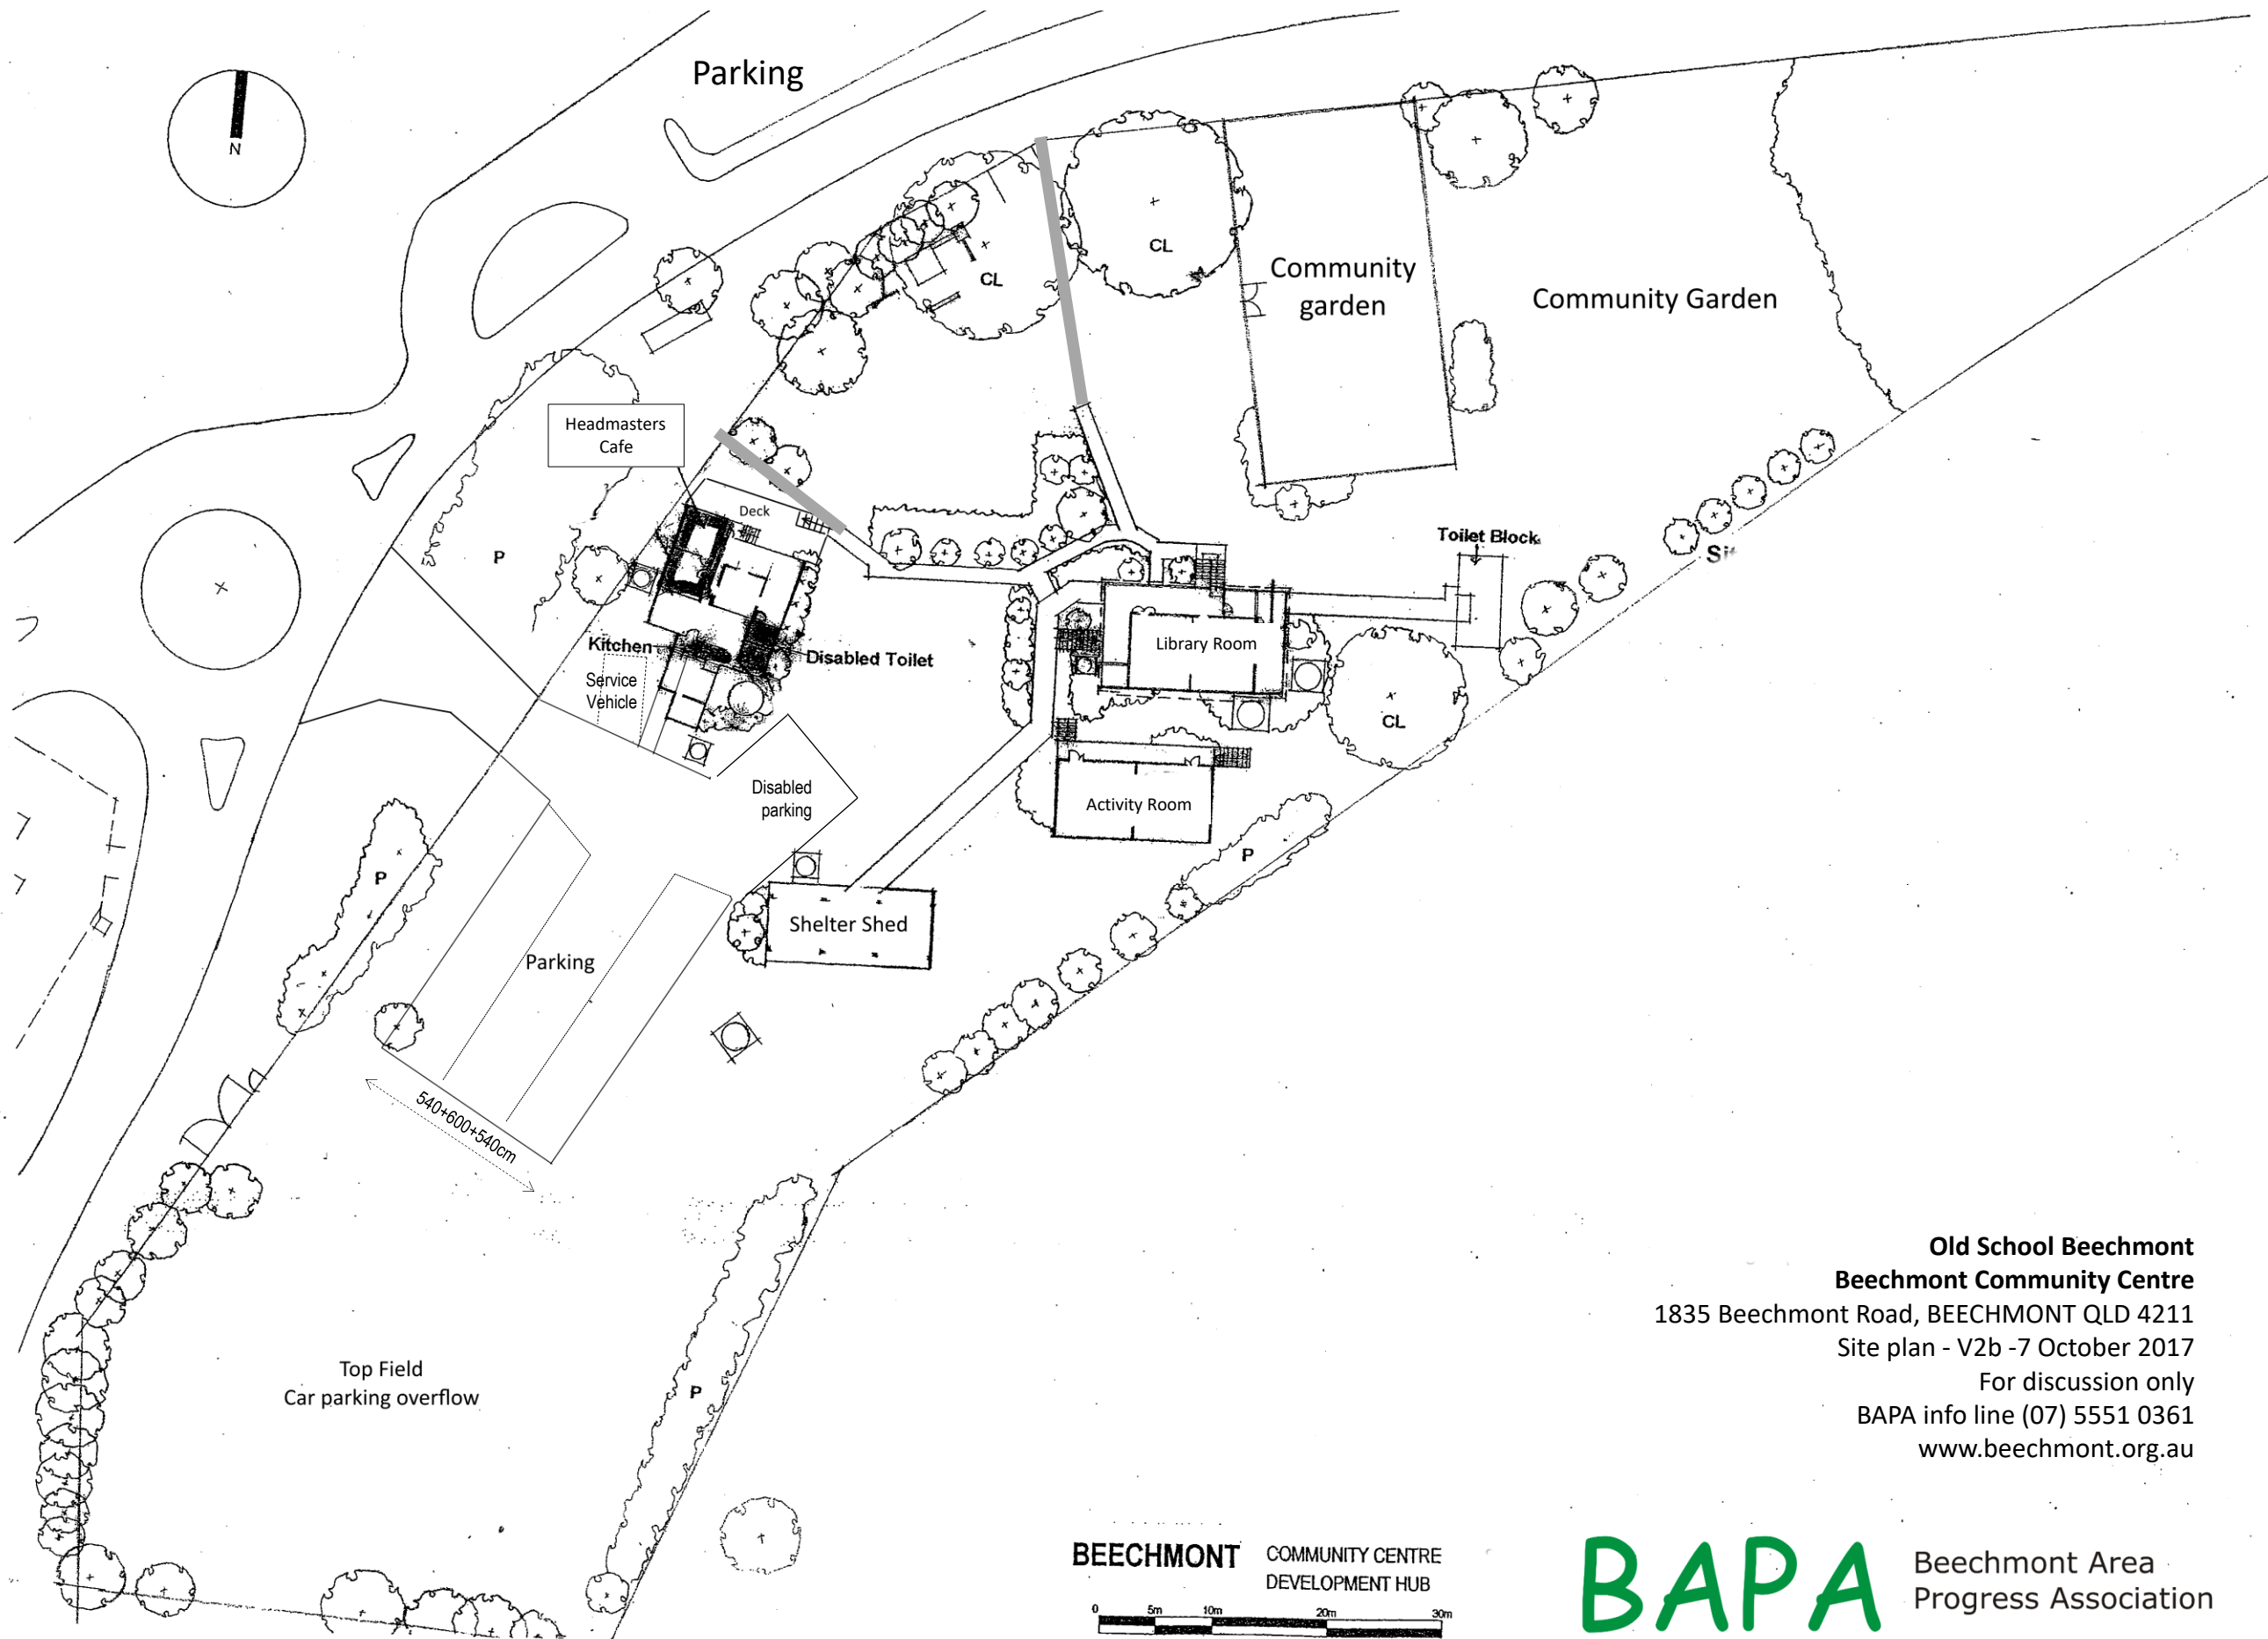 Parking
N
CL
CL
Community
garden
Community Garden
Headmasters
Cafe
Deck
P
Toilet Block
Kitchen
Disabled Toilet
Service
Vehicle
Library Room
CL
Disabled
parking
Activity Room
P
P
Shelter Shed
Parking
540+600+540cm
Top Field
Car parking overflow
P
Old School Beechmont
Beechmont Community Centre
1835 Beechmont Road, BEECHMONT QLD 4211
Site plan - V2b -7 October 2017
For discussion only
BAPA info line (07) 5551 0361
www.beechmont.org.au
BEECHMONT COMMUNITY CENTRE
DEVELOPMENT HUB
0 5m 10m 20m 30m
BAPA Beechmont Area
Progress Association